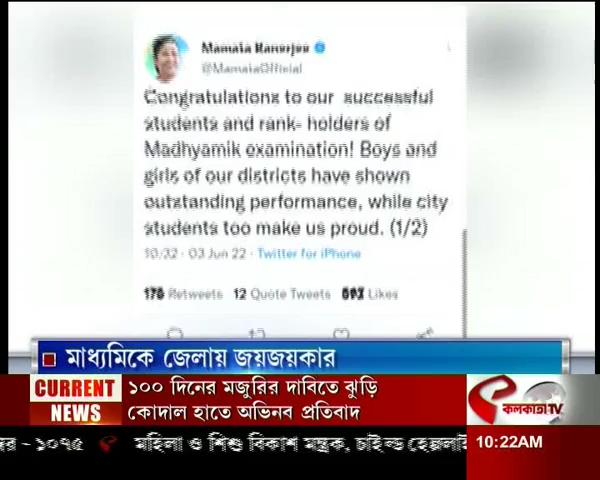 Mamata Banerjee
@MamataOfficial
Congratulations to our successful
students and rank- holders of
Madhyamik examination! Boys and
girls of our districts have shown
outstanding performance, while city
students too make us proud. (1/2)
10:32 · 03 Jun 22 · Twitter for iPhone
Retweets 12 Quote Tweets Likes
মাধ্যমিকে জেলায় জয়জয়কার
CURRENT
NEWS
১০০ দিনের মজুরির দাবিতে ঝুড়ি
কোদাল হাতে অভিনব প্রতিবাদ
কলকাতা TV
- ১০৭৫ মহিলা ও শিশু বিকাশ মন্ত্রক, চাইল্ড
10:22AM